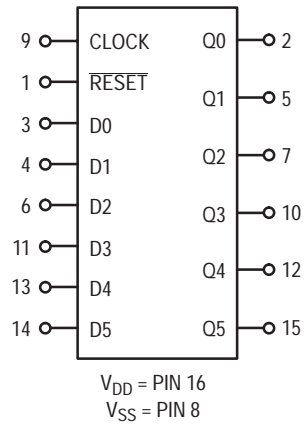 9 CLOCK Q0 2
1 R̅E̅S̅E̅T̅ Q1 5
3 D0
4 D1 Q2 7
6 D2
11 D3 Q3 10
13 D4 Q4 12
14 D5 Q5 15
VDD = PIN 16
VSS = PIN 8